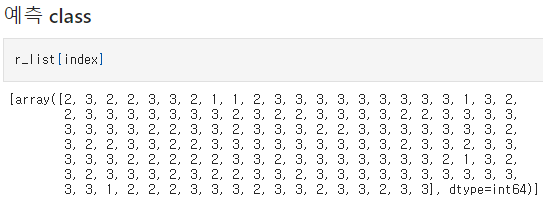 예측 class
r_list[index]
[array([2, 3, 2, 2, 3, 3, 2, 1, 1, 2, 3, 3, 3, 3, 3, 3, 3, 3, 3, 1, 3, 2,
2, 3, 3, 3, 3, 3, 3, 3, 2, 3, 2, 2, 3, 3, 3, 3, 2, 2, 3, 3, 3, 3,
3, 3, 3, 3, 2, 2, 3, 3, 2, 2, 3, 3, 3, 3, 3, 3, 3, 3, 3, 3, 3, 2,
3, 2, 2, 3, 3, 2, 3, 2, 2, 2, 3, 3, 3, 3, 3, 2, 3, 3, 2, 3, 3, 3,
3, 3, 3, 2, 2, 2, 2, 2, 2, 3, 3, 2, 3, 3, 3, 3, 3, 3, 2, 1, 3, 2,
3, 3, 2, 3, 3, 2, 3, 2, 2, 3, 3, 3, 3, 3, 3, 3, 3, 3, 3, 3, 3, 3,
3, 3, 1, 2, 2, 2, 3, 3, 3, 2, 3, 3, 2, 3, 3, 2, 3, 3], dtype=int64)]